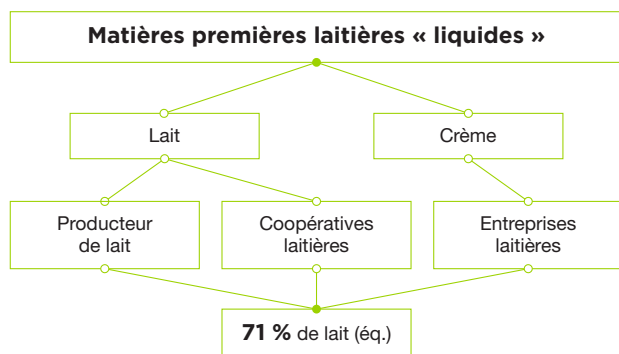 Matières premières laitières « liquides »
Lait
Crème
Producteur
de lait
Coopératives
laitières
Entreprises
laitières
71 % de lait (éq.)